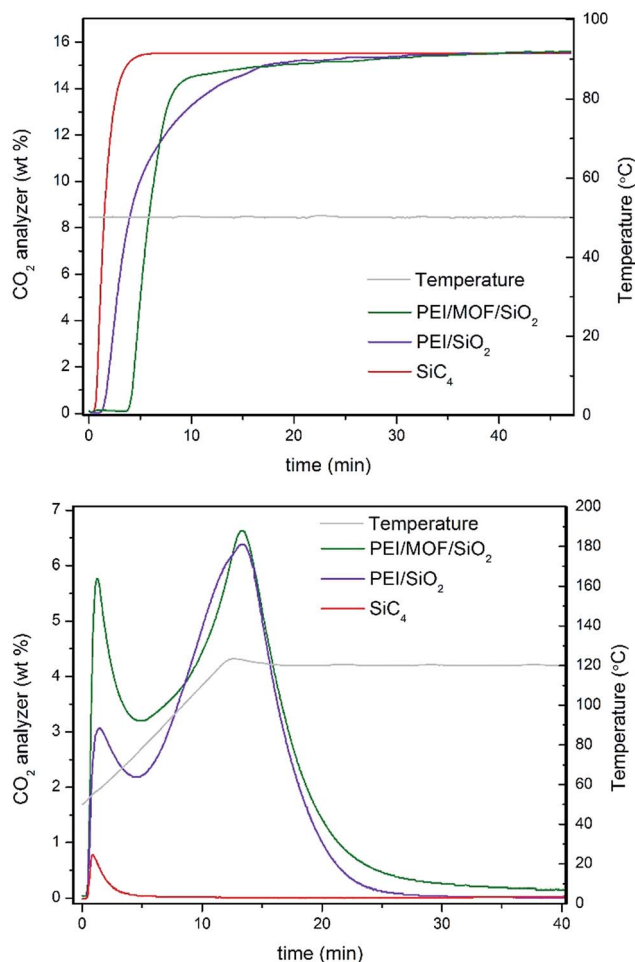 16
14
12
10
8
6
4
2
0
CO₂ analyzer (wt %)
100
80
60
40
20
0
Temperature (°C)
Temperature
PEI/MOF/SiO₂
PEI/SiO₂
SiC₄
0 10 20 30 40
time (min)
7
6
5
4
3
2
1
0
CO₂ analyzer (wt %)
200
180
160
140
120
100
80
60
40
20
0
Temperature (°C)
Temperature
PEI/MOF/SiO₂
PEI/SiO₂
SiC₄
0 10 20 30 40
time (min)